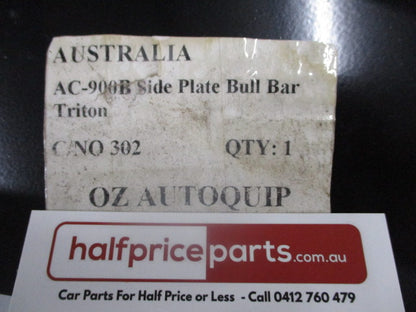 AUSTRALIA
AC-900B Side Plate Bull Bar
Triton
C/NO 302 QTY: 1
OZ AUTOQUIP
halfpriceparts.com.au
Car Parts For Half Price or Less - Call 0412 760 479